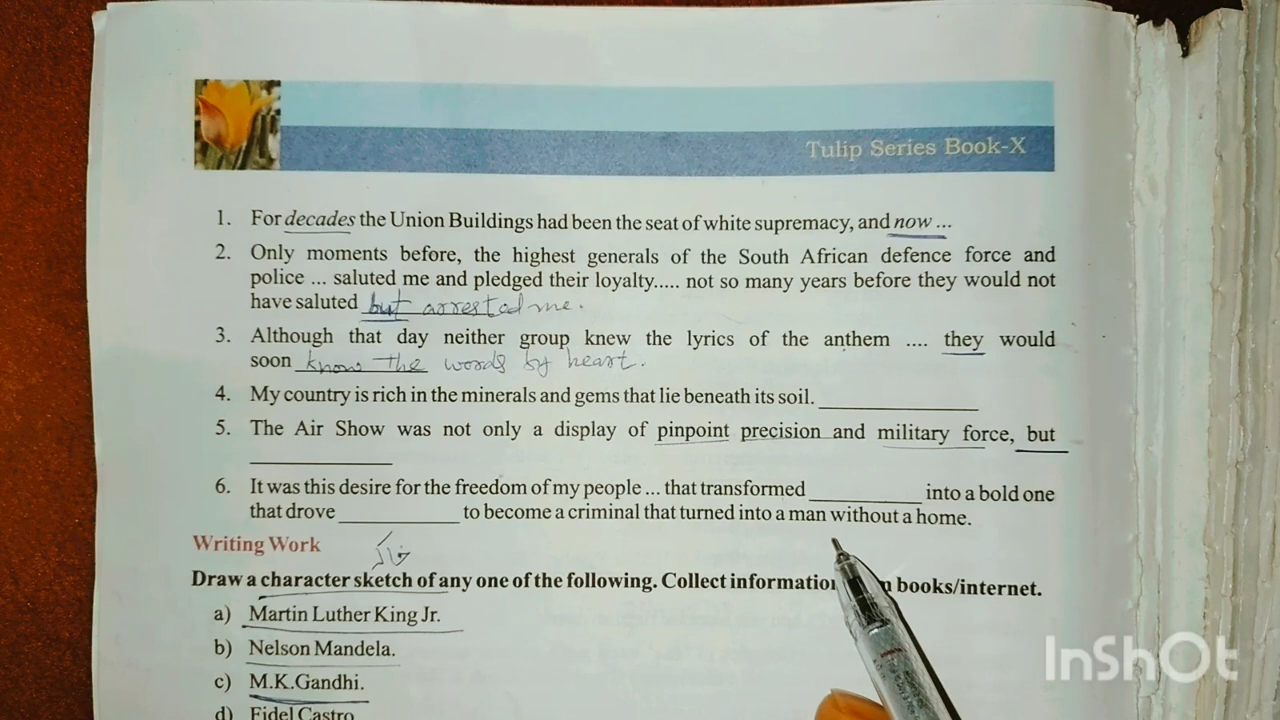 Tulip Series Book-X
1. For decades the Union Buildings had been the seat of white supremacy, and now ...
2. Only moments before, the highest generals of the South African defence force and
police ... saluted me and pledged their loyalty..... not so many years before they would not
have saluted but arrested me.
3. Although that day neither group knew the lyrics of the anthem .... they would
soon know the words by heart.
4. My country is rich in the minerals and gems that lie beneath its soil. ____________
5. The Air Show was not only a display of pinpoint precision and military force, but
____________
6. It was this desire for the freedom of my people ... that transformed __________ into a bold one
that drove __________ to become a criminal that turned into a man without a home.
Writing Work
Draw a character sketch of any one of the following. Collect information books/internet.
a) Martin Luther King Jr.
b) Nelson Mandela.
c) M.K.Gandhi.
d) Fidel Castro
InShOt